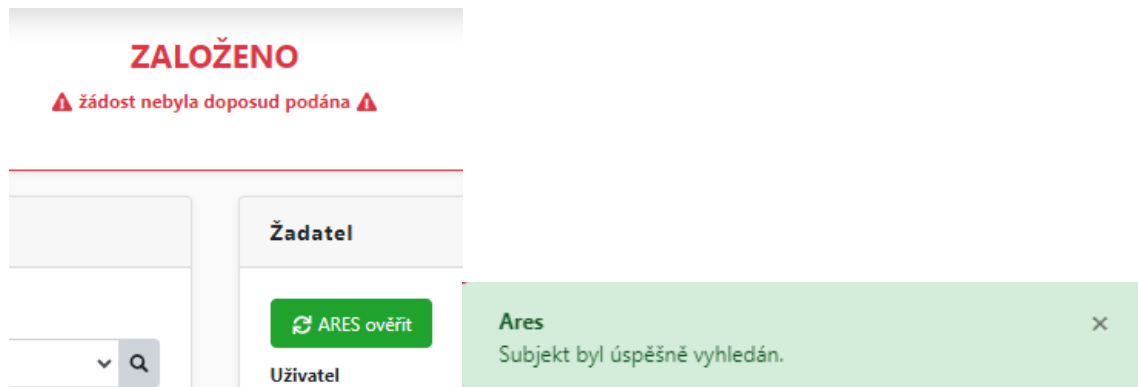 ZALOŽENO
žádost nebyla doposud podána
Žadatel
ARES ověřit
Uživatel
Ares
Subjekt byl úspěšně vyhledán.